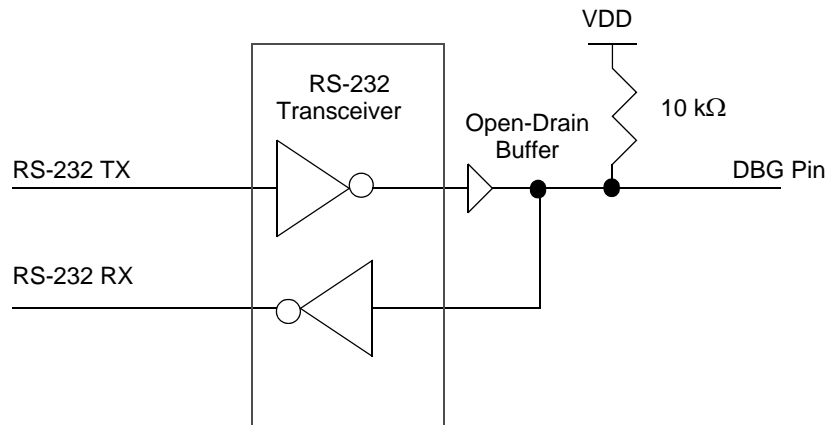 VDD
RS-232
Transceiver
10 kΩ
Open-Drain
Buffer
RS-232 TX
DBG Pin
RS-232 RX